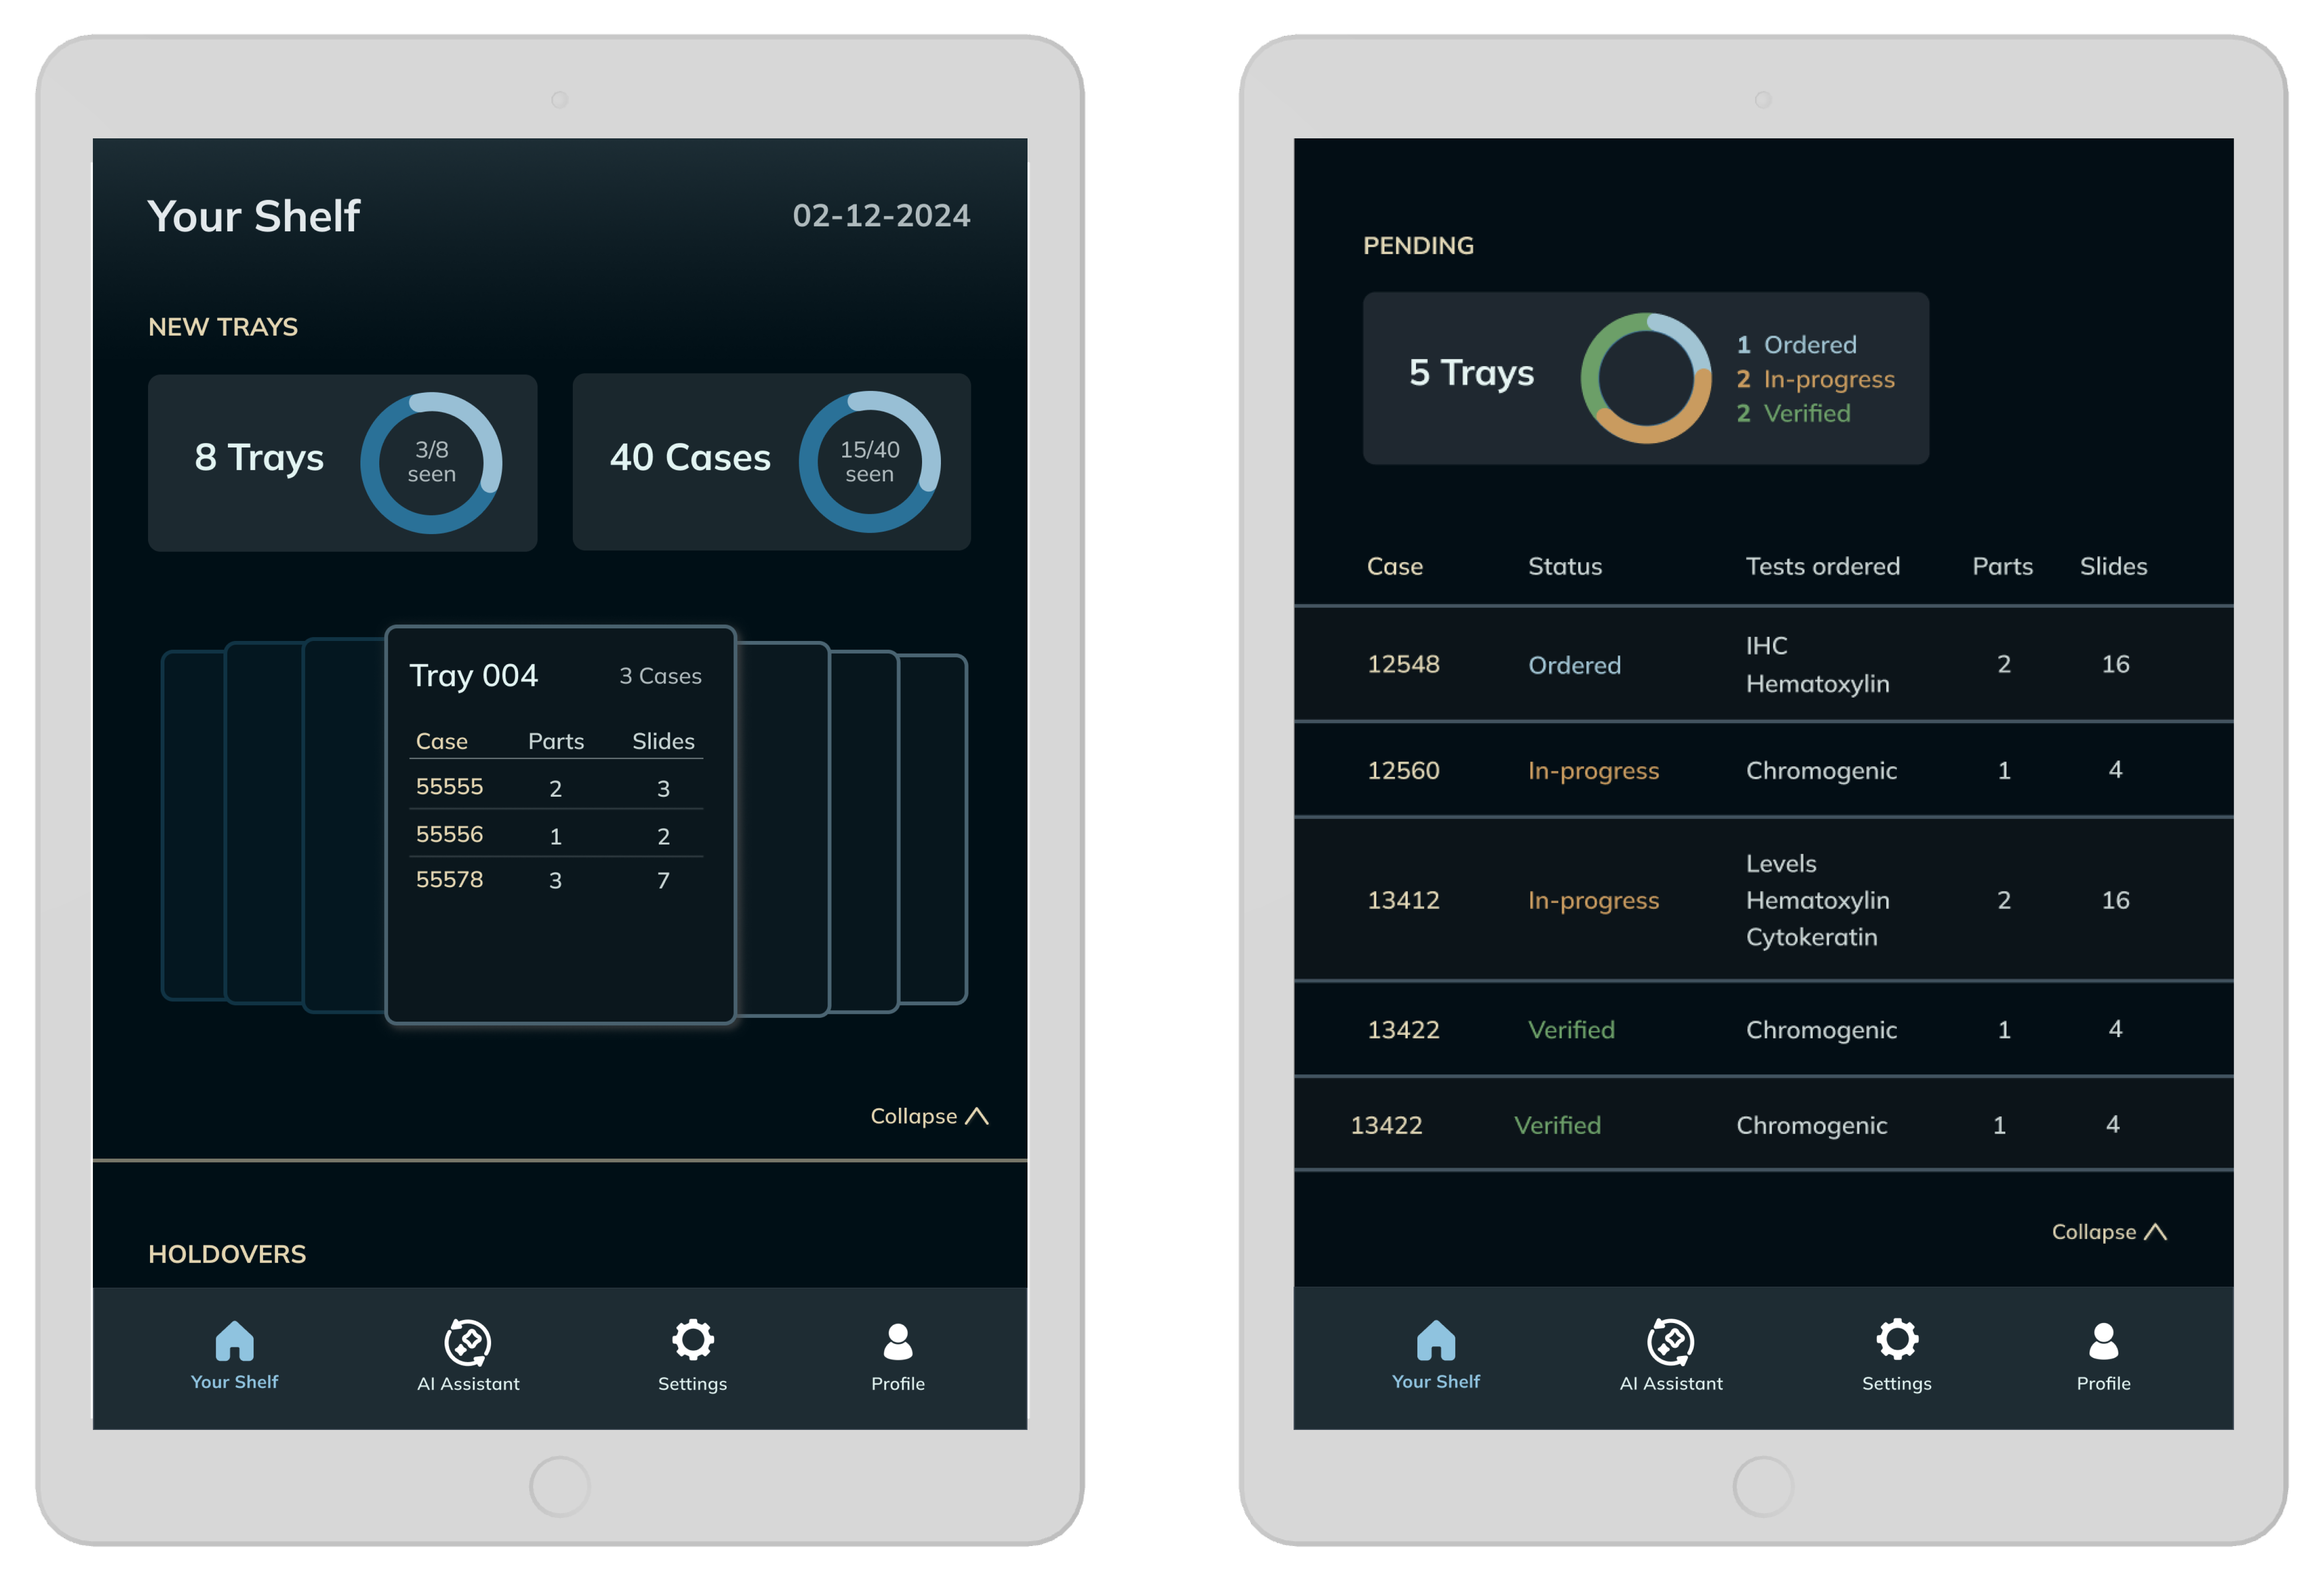 Your Shelf 02-12-2024
NEW TRAYS
8 Trays 3/8 seen
40 Cases 15/40 seen
Tray 004 3 Cases
Case Parts Slides
55555 2 3
55556 1 2
55578 3 7
Collapse
HOLDOVERS
Your Shelf AI Assistant Settings Profile
PENDING
5 Trays
1 Ordered
2 In-progress
2 Verified
Case Status Tests ordered Parts Slides
12548 Ordered IHC Hematoxylin 2 16
12560 In-progress Chromogenic 1 4
13412 In-progress Levels Hematoxylin Cytokeratin 2 16
13422 Verified Chromogenic 1 4
13422 Verified Chromogenic 1 4
Collapse
Your Shelf AI Assistant Settings Profile